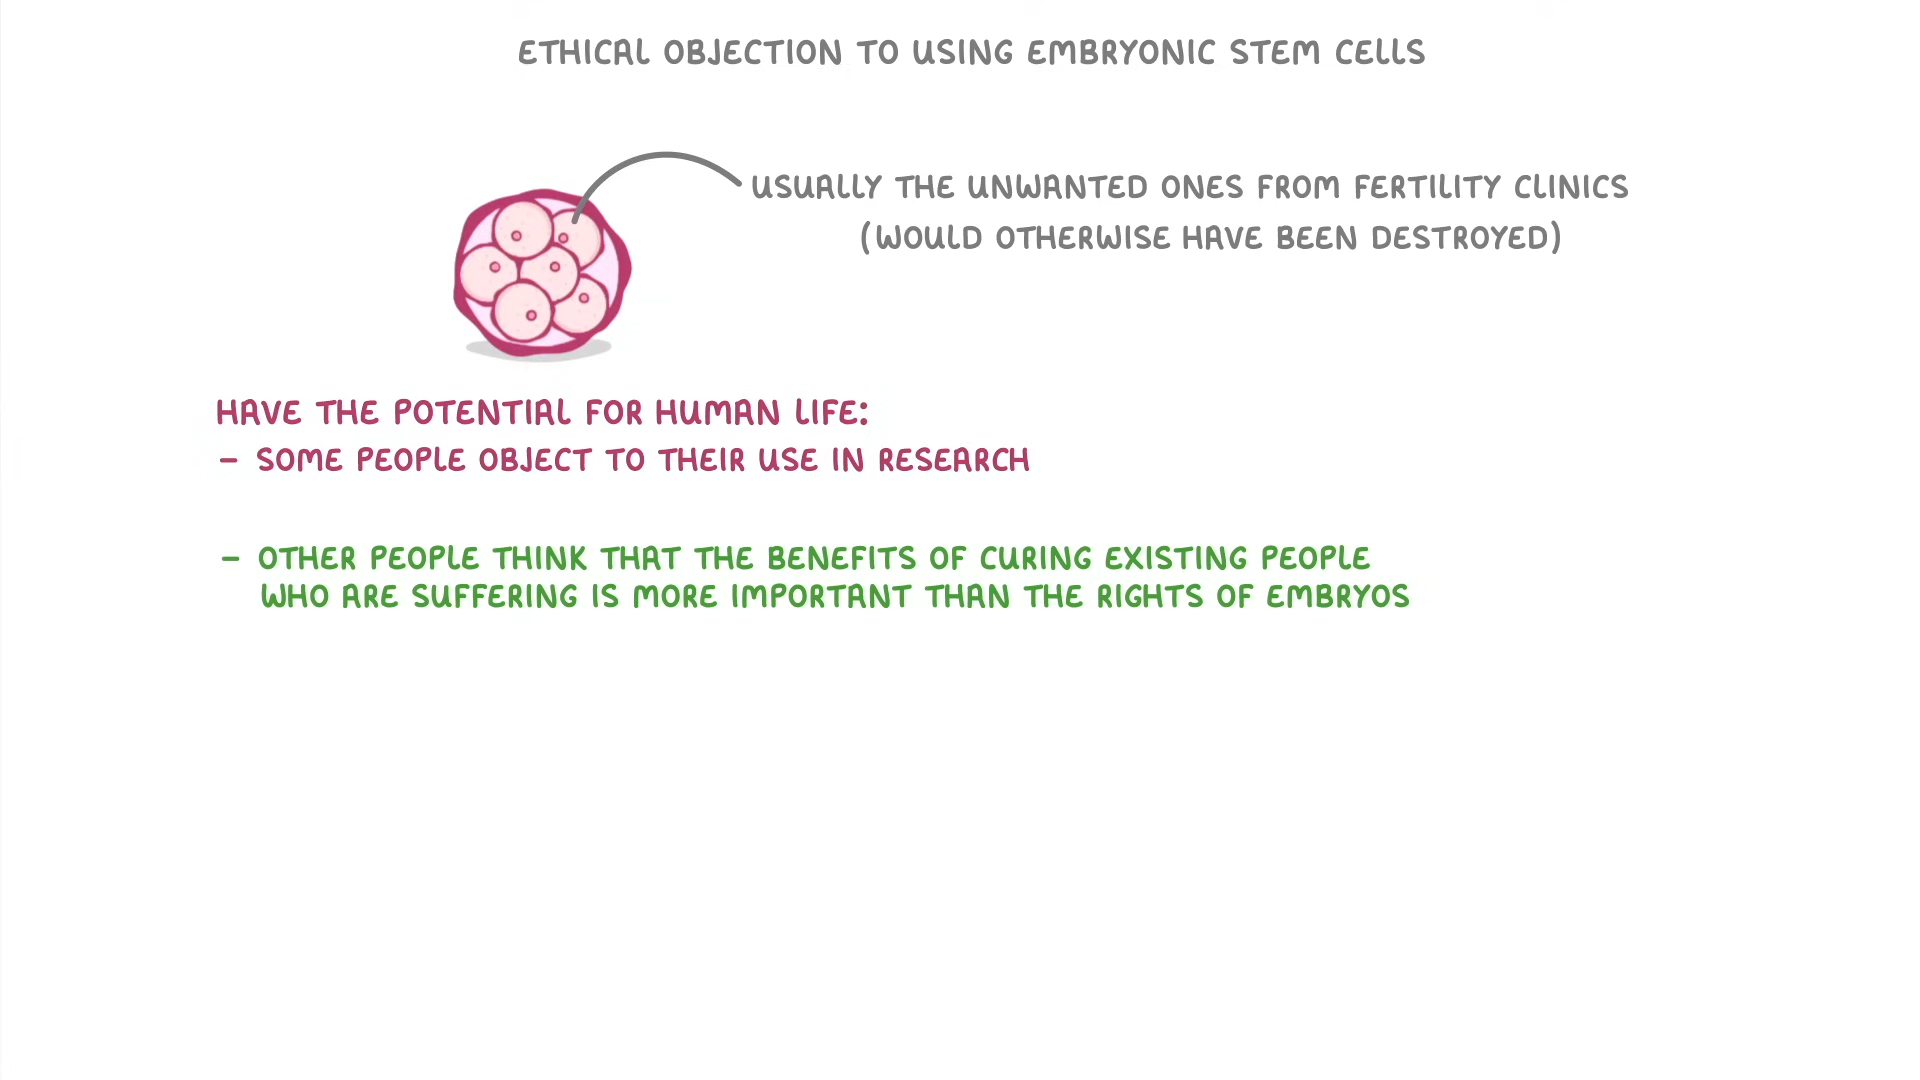 ETHICAL OBJECTION TO USING EMBRYONIC STEM CELLS
USUALLY THE UNWANTED ONES FROM FERTILITY CLINICS
(WOULD OTHERWISE HAVE BEEN DESTROYED)
HAVE THE POTENTIAL FOR HUMAN LIFE:
- SOME PEOPLE OBJECT TO THEIR USE IN RESEARCH
- OTHER PEOPLE THINK THAT THE BENEFITS OF CURING EXISTING PEOPLE
WHO ARE SUFFERING IS MORE IMPORTANT THAN THE RIGHTS OF EMBRYOS